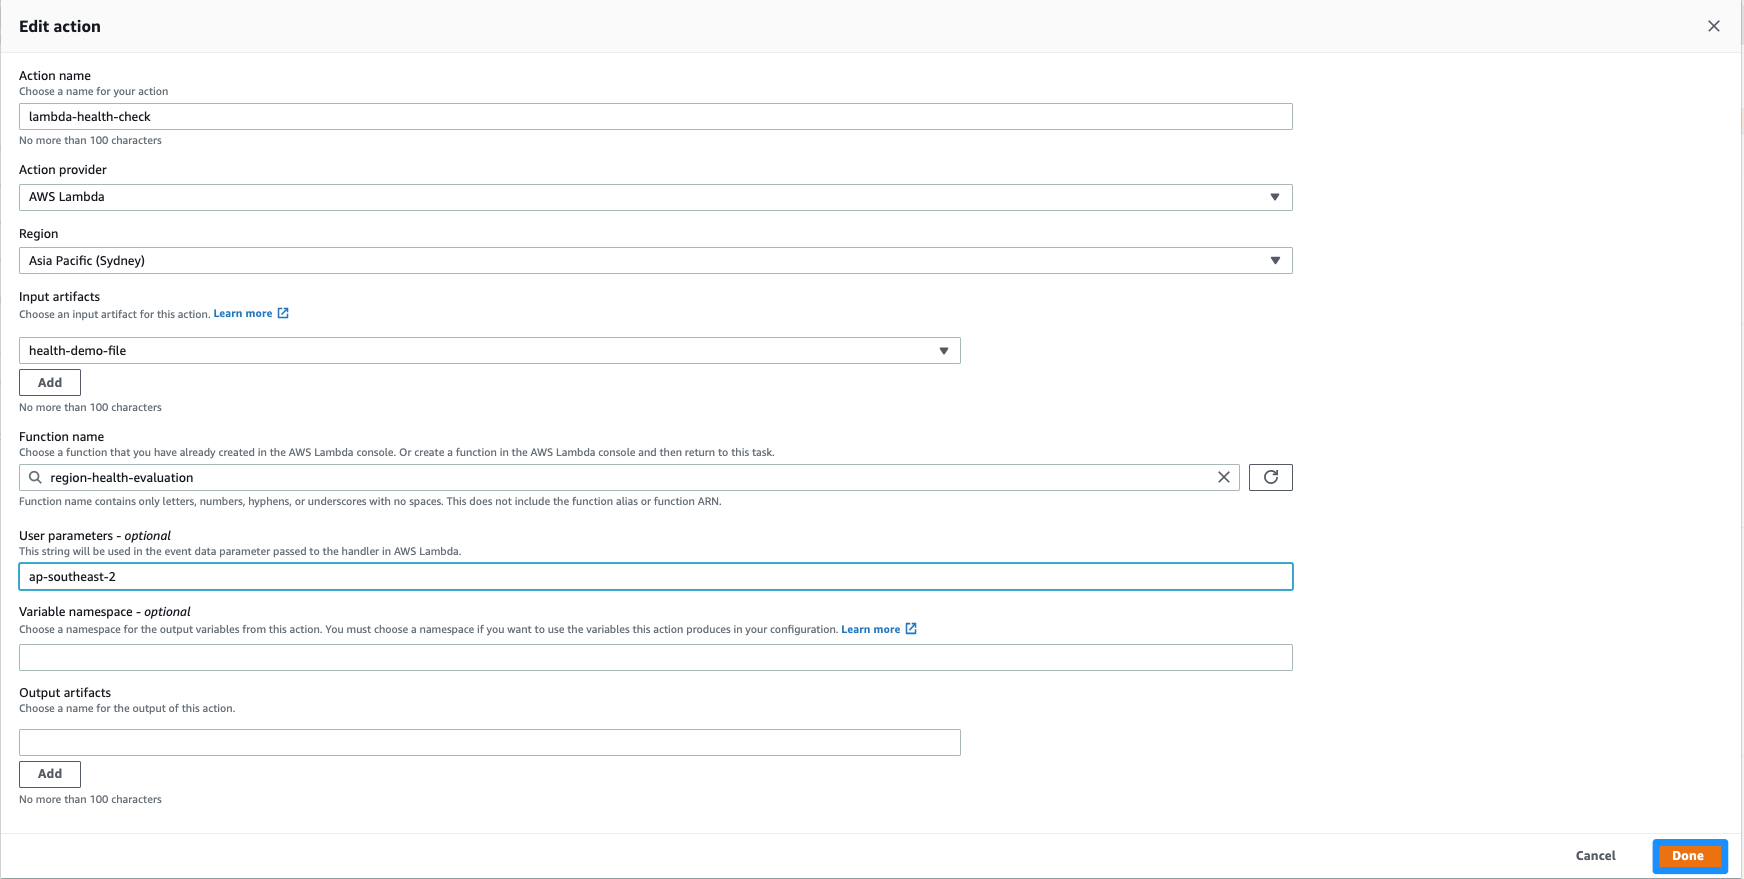 Edit action
Action name
Choose a name for your action
lambda-health-check
No more than 100 characters
Action provider
AWS Lambda
Region
Asia Pacific (Sydney)
Input artifacts
Choose an input artifact for this action. Learn more
health-demo-file
Add
No more than 100 characters
Function name
Choose a function that you have already created in the AWS Lambda console. Or create a function in the AWS Lambda console and then return to this task.
region-health-evaluation
Function name contains only letters, numbers, hyphens, or underscores with no spaces. This does not include the function alias or function ARN.
User parameters - optional
This string will be used in the event data parameter passed to the handler in AWS Lambda.
ap-southeast-2
Variable namespace - optional
Choose a namespace for the output variables from this action. You must choose a namespace if you want to use the variables this action produces in your configuration. Learn more
Output artifacts
Choose a name for the output of this action.
Add
No more than 100 characters
Cancel Done